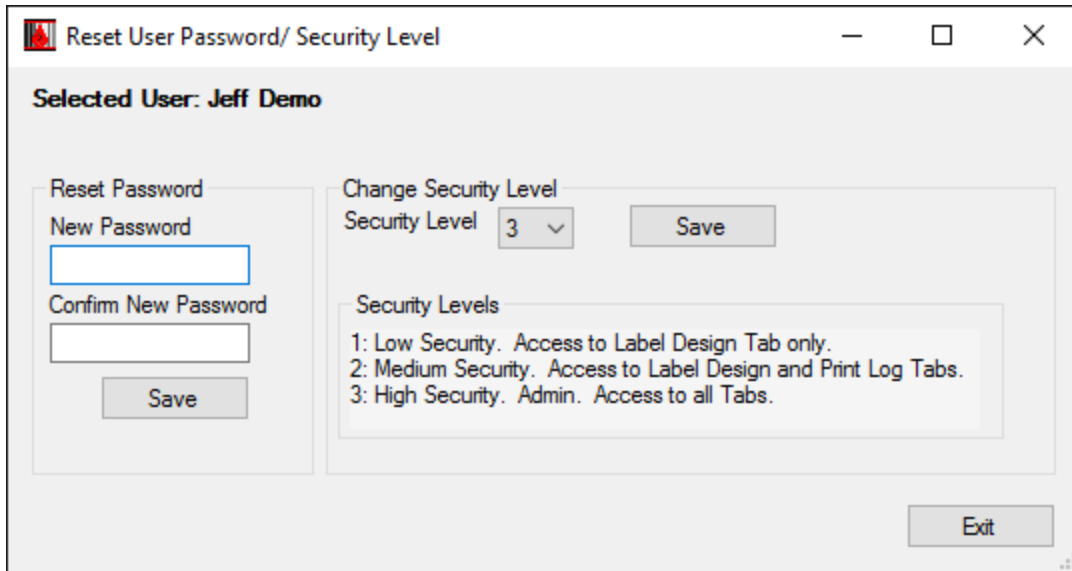 Reset User Password/ Security Level
Selected User: Jeff Demo
Reset Password
New Password
Confirm New Password
Save
Change Security Level
Security Level 3 Save
Security Levels
1: Low Security.  Access to Label Design Tab only.
2: Medium Security.  Access to Label Design and Print Log Tabs.
3: High Security.  Admin.  Access to all Tabs.
Exit